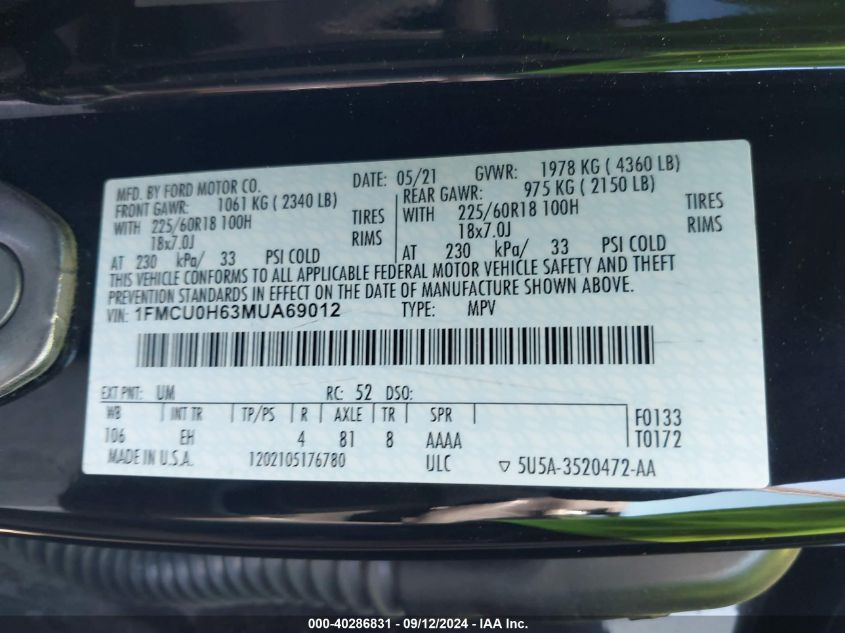 MFD. BY FORD MOTOR CO. DATE: 05/21 GVWR: 1978 KG ( 4360 LB)
FRONT GAWR: 1061 KG ( 2340 LB) REAR GAWR: 975 KG ( 2150 LB)
WITH 225/60R18 100H TIRES WITH 225/60R18 100H TIRES
18x7.0J RIMS 18x7.0J RIMS
AT 230 kPa/ 33 PSI COLD AT 230 kPa/ 33 PSI COLD
THIS VEHICLE CONFORMS TO ALL APPLICABLE FEDERAL MOTOR VEHICLE SAFETY AND THEFT
PREVENTION STANDARDS IN EFFECT ON THE DATE OF MANUFACTURE SHOWN ABOVE.
VIN: 1FMCU0H63MUA69012 TYPE: MPV
EXT PNT: UM RC: 52 DSO:
WB INT TR TP/PS R AXLE TR SPR F0133
106 EH 4 81 8 AAAA T0172
MADE IN U.S.A. 1202105176780 ULC ▽ 5U5A-3520472-AA
000-40286831 - 09/12/2024 - IAA Inc.